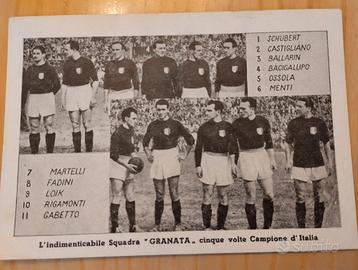 1 SCHUBERT
2 CASTIGLIANO
3 BALLARIN
4 BACIGALUPO
5 OSSOLA
6 MENTI
7 MARTELLI
8 FADINI
9 LOIK
10 RIGAMONTI
11 GABETTO
L'indimenticabile Squadra "GRANATA„ cinque volte Campione d'Italia
subito